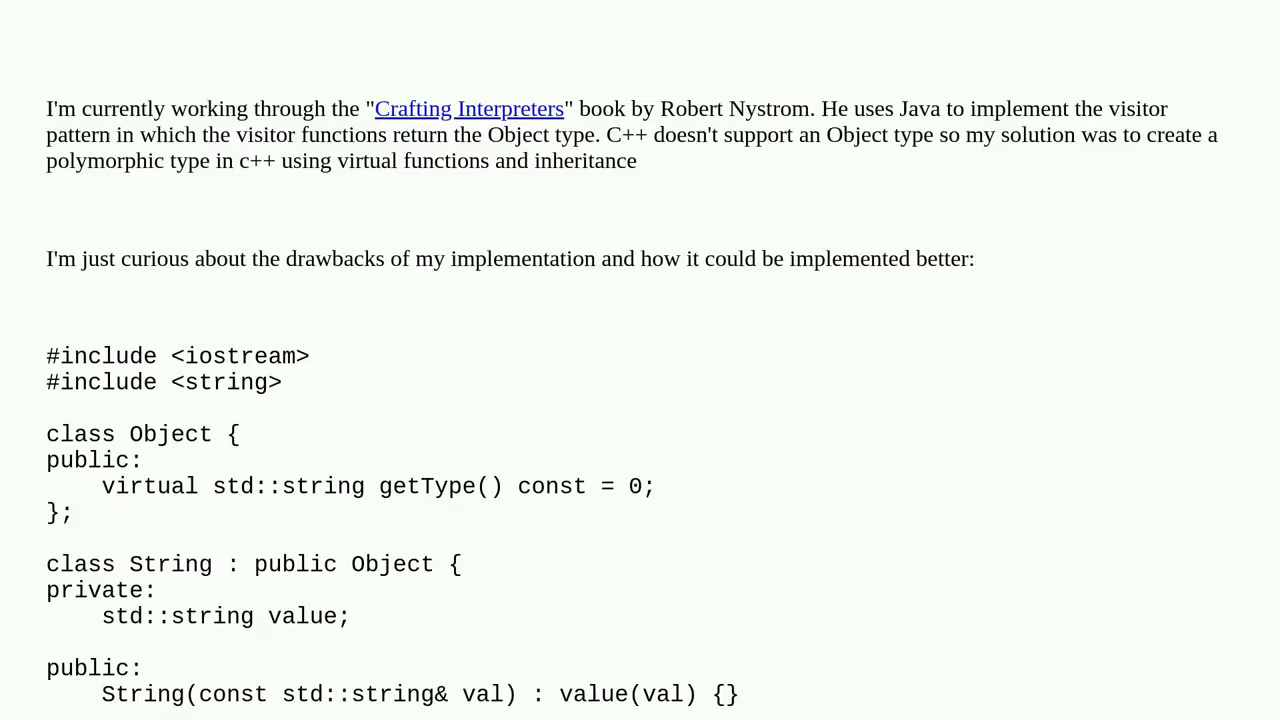 I'm currently working through the "Crafting Interpreters" book by Robert Nystrom. He uses Java to implement the visitor
pattern in which the visitor functions return the Object type. C++ doesn't support an Object type so my solution was to create a
polymorphic type in c++ using virtual functions and inheritance
I'm just curious about the drawbacks of my implementation and how it could be implemented better:
#include <iostream>
#include <string>
class Object {
public:
    virtual std::string getType() const = 0;
};
class String : public Object {
private:
    std::string value;
public:
    String(const std::string& val) : value(val) {}